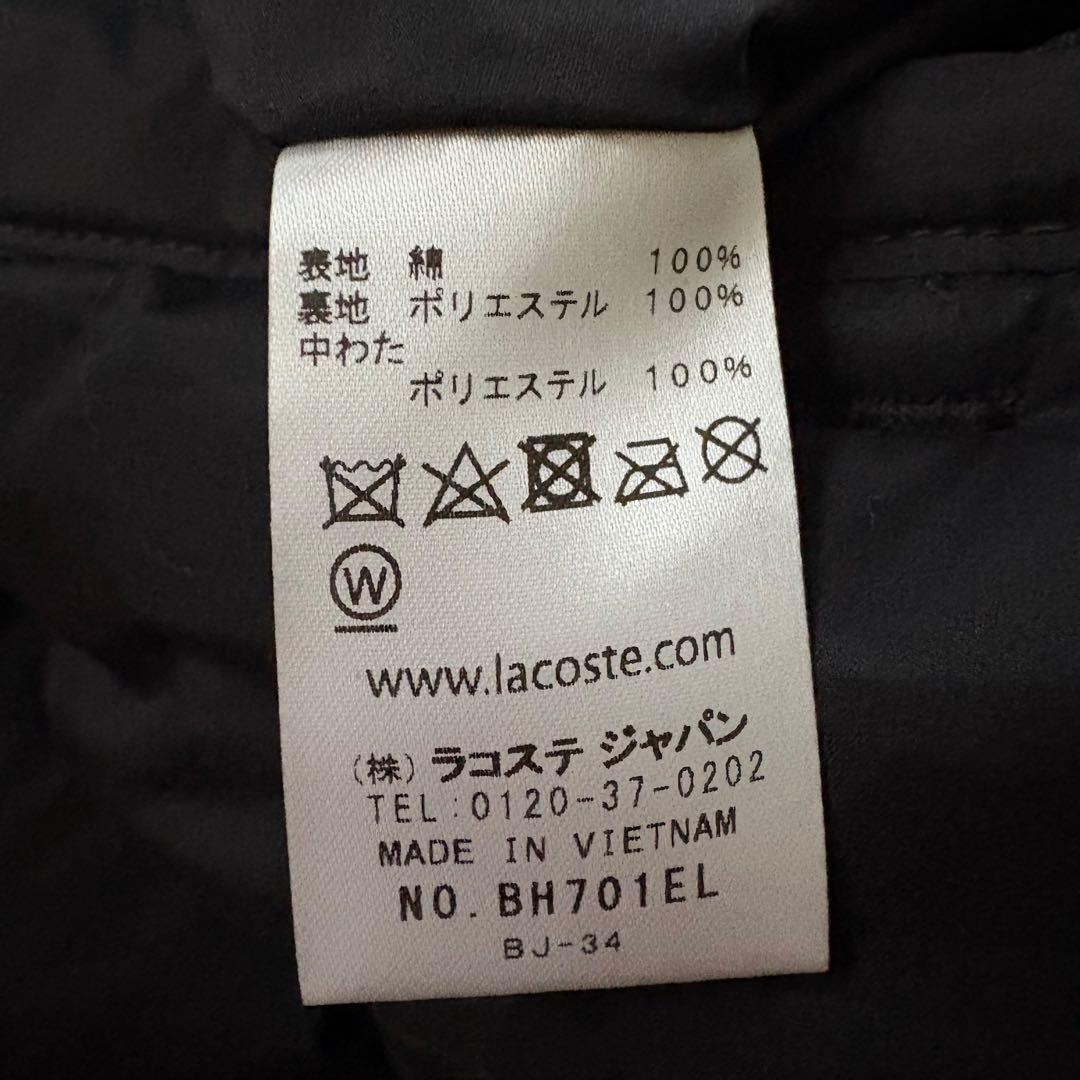 表地 綿 100%
裏地 ポリエステル 100%
中わた
ポリエステル 100%
W
www.lacoste.com
(株) ラコステ ジャパン
TEL:0120-37-0202
MADE IN VIETNAM
NO. BH701EL
BJ-34